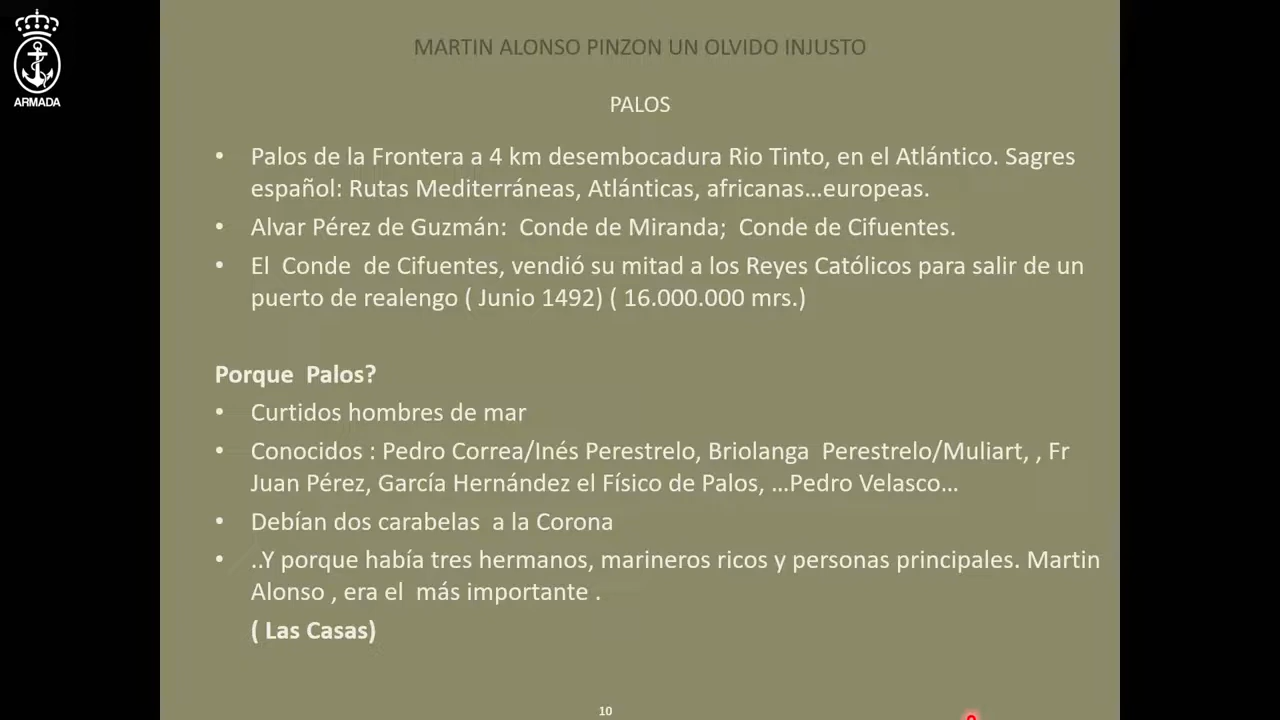 ARMADA
MARTIN ALONSO PINZON UN OLVIDO INJUSTO
PALOS
• Palos de la Frontera a 4 km desembocadura Rio Tinto, en el Atlántico. Sagres
español: Rutas Mediterráneas, Atlánticas, africanas...europeas.
• Alvar Pérez de Guzmán:  Conde de Miranda;  Conde de Cifuentes.
• El  Conde  de Cifuentes, vendió su mitad a los Reyes Católicos para salir de un
puerto de realengo ( Junio 1492) ( 16.000.000 mrs.)
Porque  Palos?
• Curtidos hombres de mar
• Conocidos : Pedro Correa/Inés Perestrelo, Briolanga  Perestrelo/Muliart, , Fr
Juan Pérez, García Hernández el Físico de Palos, ...Pedro Velasco...
• Debían dos carabelas  a la Corona
• ..Y porque había tres hermanos, marineros ricos y personas principales. Martin
Alonso , era el  más importante .
( Las Casas)
10